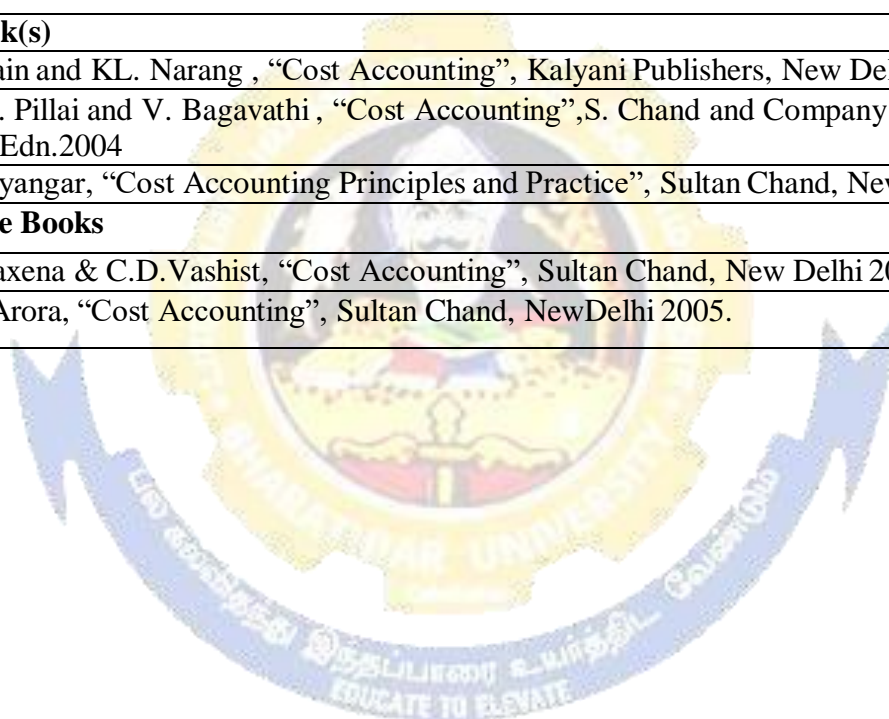 k(s)
ain and KL. Narang , “Cost Accounting”, Kalyani Publishers, New Del
. Pillai and V. Bagavathi , “Cost Accounting”,S. Chand and Company
Edn.2004
yangar, “Cost Accounting Principles and Practice”, Sultan Chand, Nev
e Books
axena & C.D.Vashist, “Cost Accounting”, Sultan Chand, New Delhi 20
Arora, “Cost Accounting”, Sultan Chand, NewDelhi 2005.
BHARATHIAR UNIVERSITY
EDUCATE TO ELEVATE